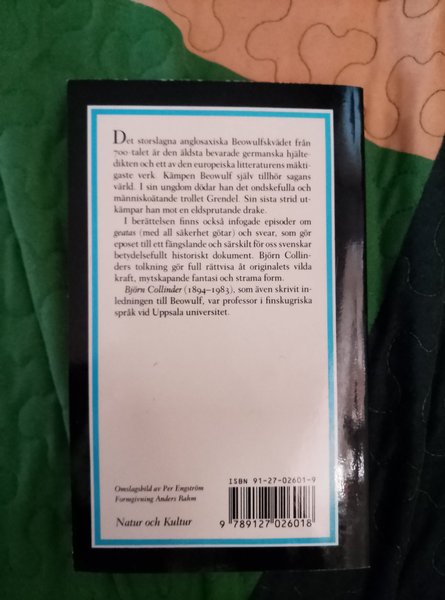 Det storslagna anglosaxiska Beowulfskvädet från
700-talet är den äldsta bevarade germanska hjälte-
dikten och ett av den europeiska litteraturens mäkti-
gaste verk. Kämpen Beowulf själv tillhör sagans
värld. I sin ungdom dödar han det ondskefulla och
människoätande trollet Grendel. Sin sista strid ut-
kämpar han mot en eldsprutande drake.
I berättelsen finns också infogade episoder om
geatas (med all säkerhet götar) och svear, som gör
eposet till ett fängslande och särskilt för oss svenskar
betydelsefullt historiskt dokument. Björn Collin-
ders tolkning gör full rättvisa åt originalets vilda
kraft, mytskapande fantasi och strama form.
Björn Collinder (1894–1983), som även skrivit in-
ledningen till Beowulf, var professor i finskugriska
språk vid Uppsala universitet.
Omslagsbild av Per Engström
Formgivning Anders Rahm
Natur och Kultur
ISBN 91-27-02601-9
9 789127 026018